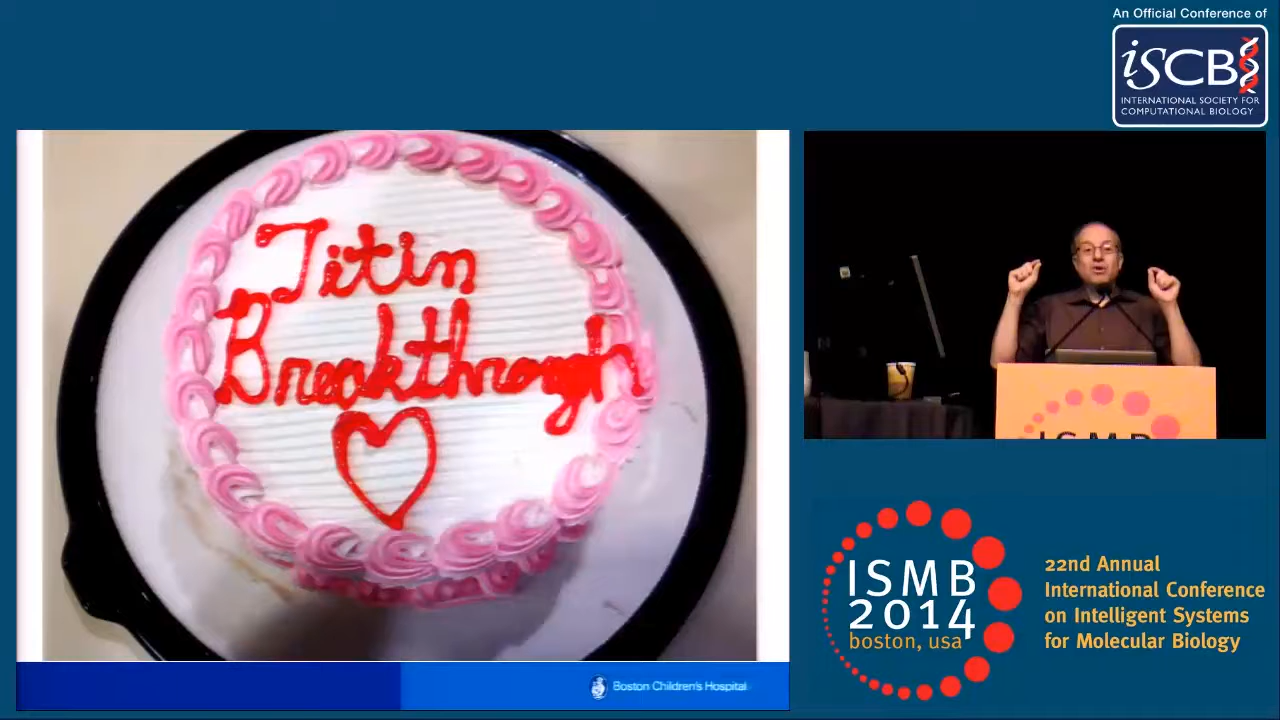 An Official Conference of
iSCB
INTERNATIONAL SOCIETY FOR
COMPUTATIONAL BIOLOGY
Titin
Breakthrough
Boston Children's Hospital
ISMB
ISMB
2014
boston, usa
22nd Annual
International Conference
on Intelligent Systems
for Molecular Biology